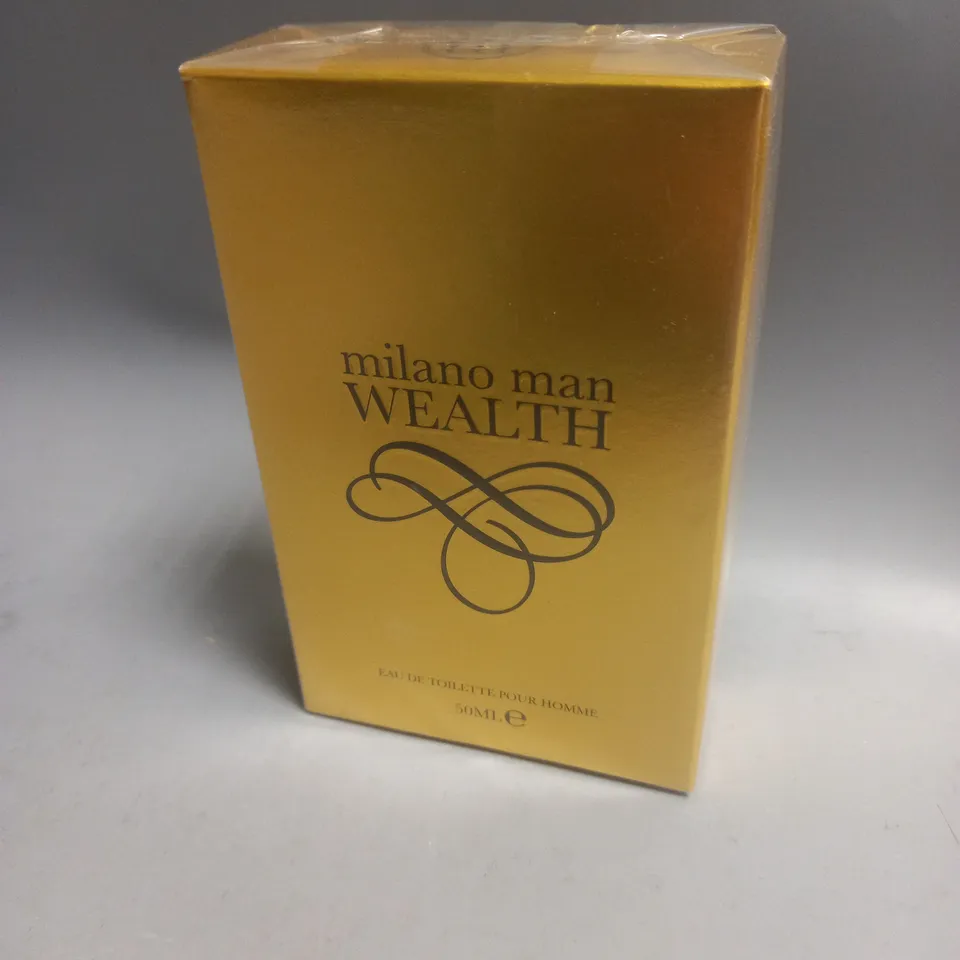 milano man
WEALTH
EAU DE TOILETTE POUR HOMME
50ML℮